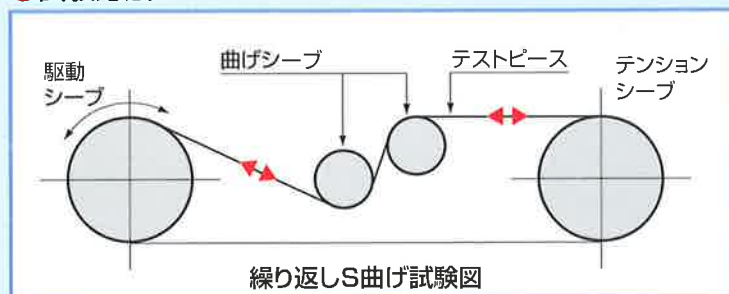 駆動
シーブ
曲げシーブ
テストピース
テンション
シーブ
繰り返しS曲げ試験図